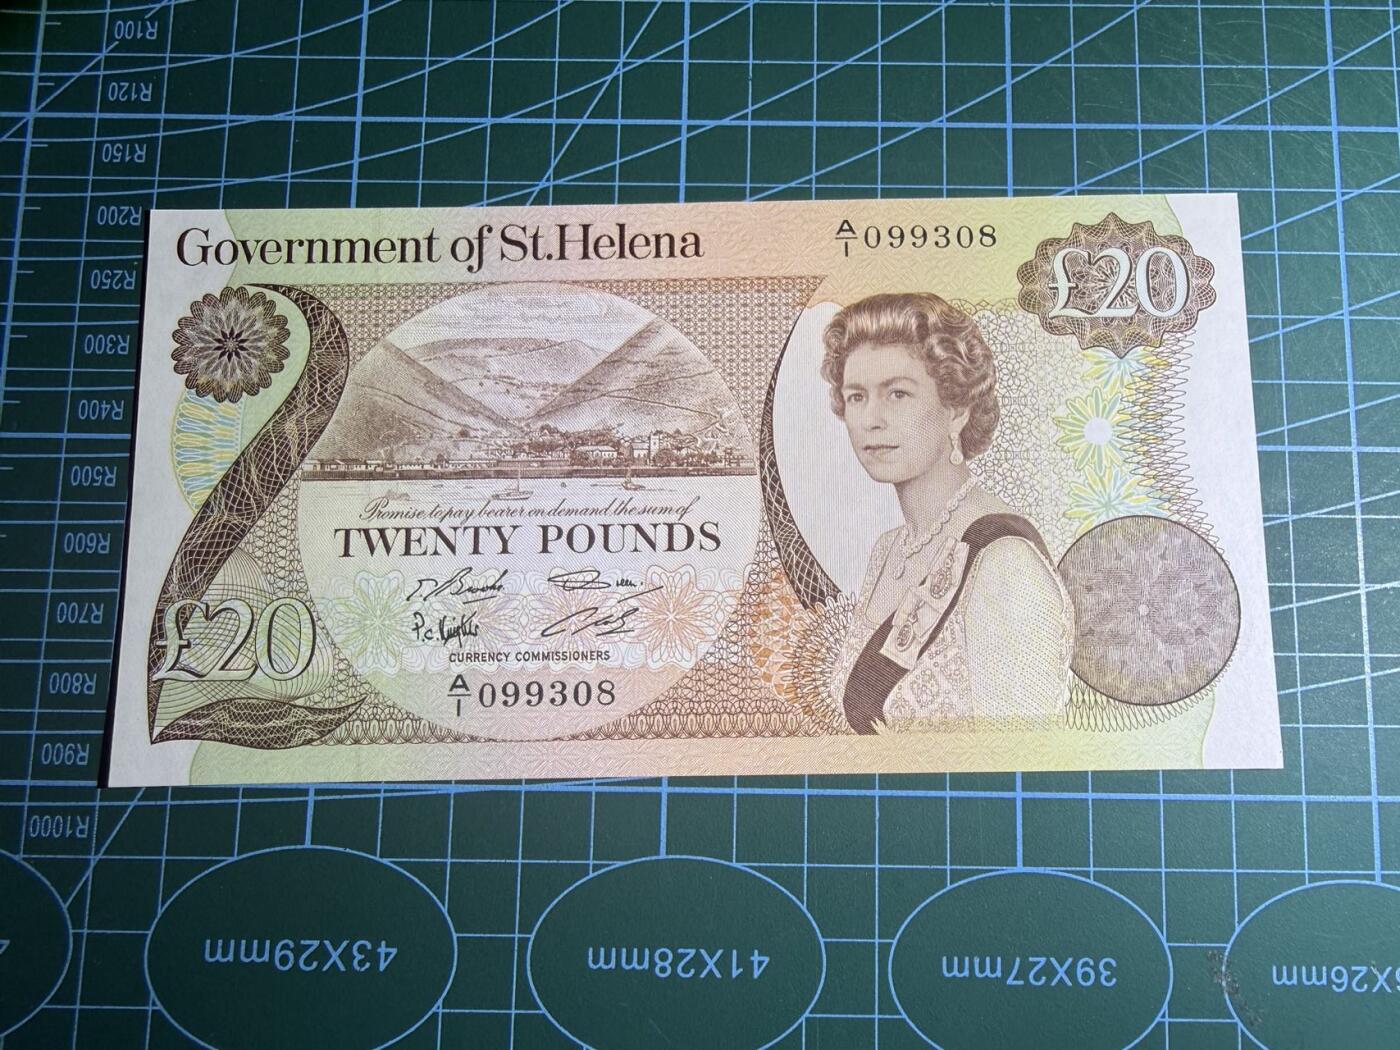 R100
R120
R150
R200
R250
R300
R400
R500
R600
R700
R800
R900
R1000
Government of St.Helena
A/1 099308
£20
Promise to pay bearer on demand the sum of
TWENTY POUNDS
£20
CURRENCY COMMISSIONERS
A/1 099308
43X29mm
41X28mm
39X27mm
X26mm